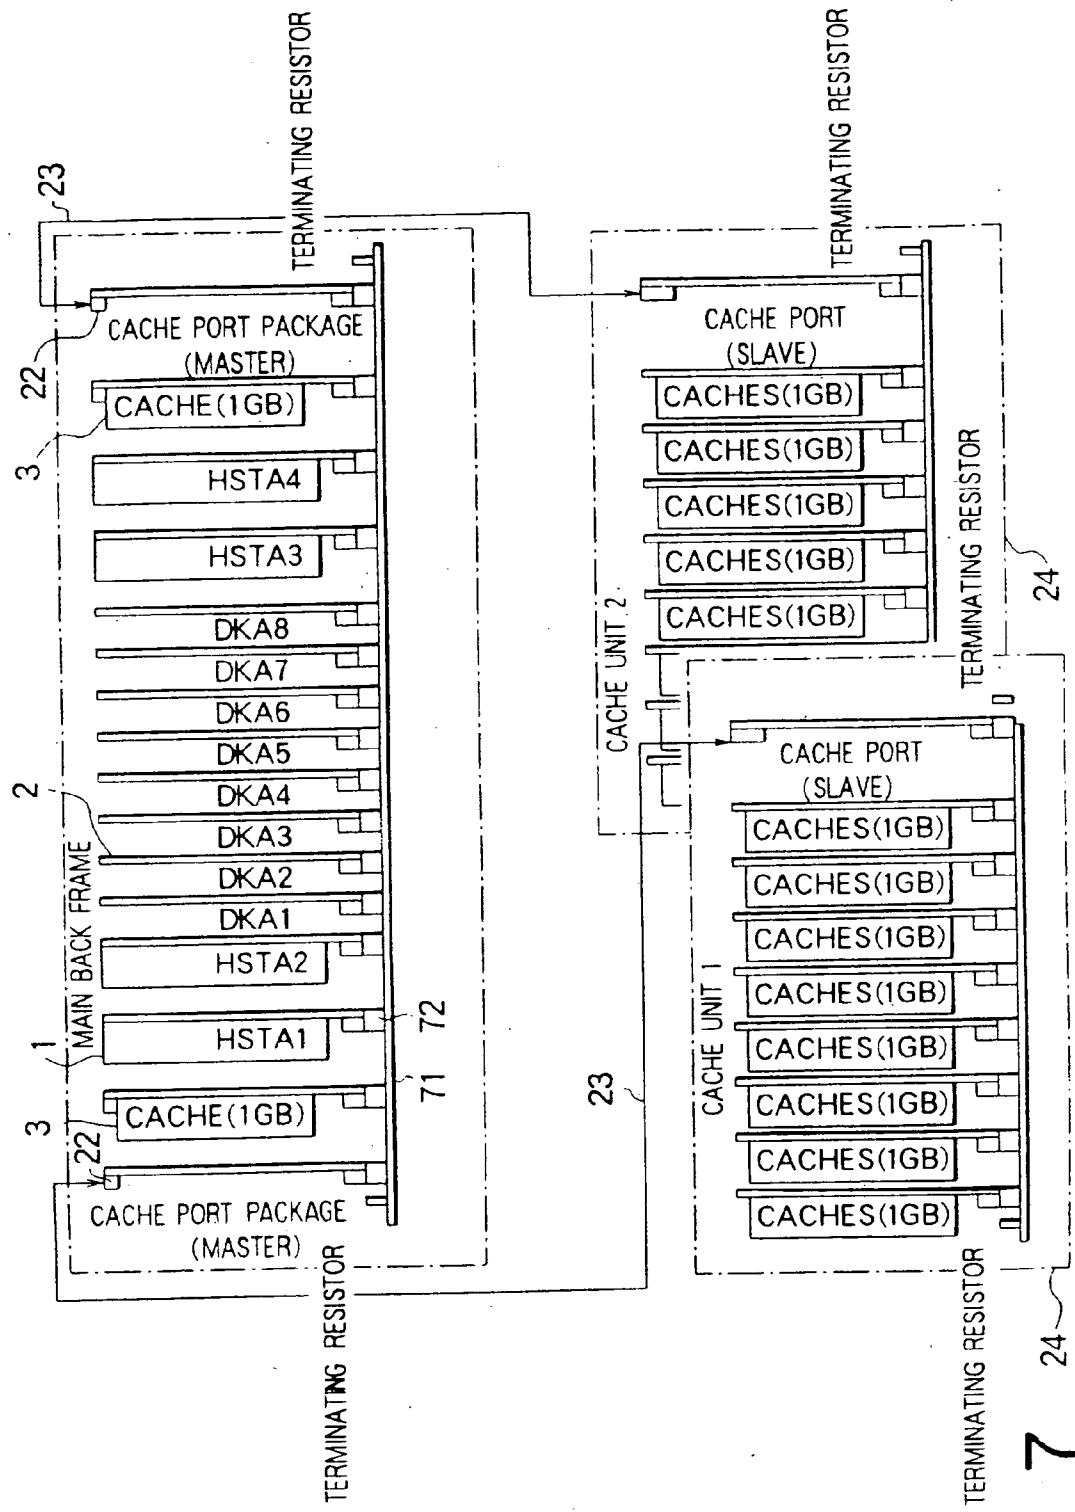 23
TERMINATING RESISTOR
22
CACHE PORT PACKAGE
(MASTER)
3
CACHE(1GB)
HSTA4
HSTA3
DKA8
DKA7
DKA6
DKA5
DKA4
DKA3
2
DKA2
DKA1
MAIN BACK FRAME
HSTA2
1
HSTA1
72
71
3
CACHE(1GB)
22
CACHE PORT PACKAGE
(MASTER)
TERMINATING RESISTOR
TERMINATING RESISTOR
CACHE PORT
(SLAVE)
CACHES(1GB)
CACHES(1GB)
CACHES(1GB)
CACHES(1GB)
CACHES(1GB)
CACHE UNIT 2
24
TERMINATING RESISTOR
CACHE PORT
(SLAVE)
23
CACHE UNIT 1
CACHES(1GB)
CACHES(1GB)
CACHES(1GB)
CACHES(1GB)
CACHES(1GB)
CACHES(1GB)
CACHES(1GB)
CACHES(1GB)
TERMINATING RESISTOR
24
7